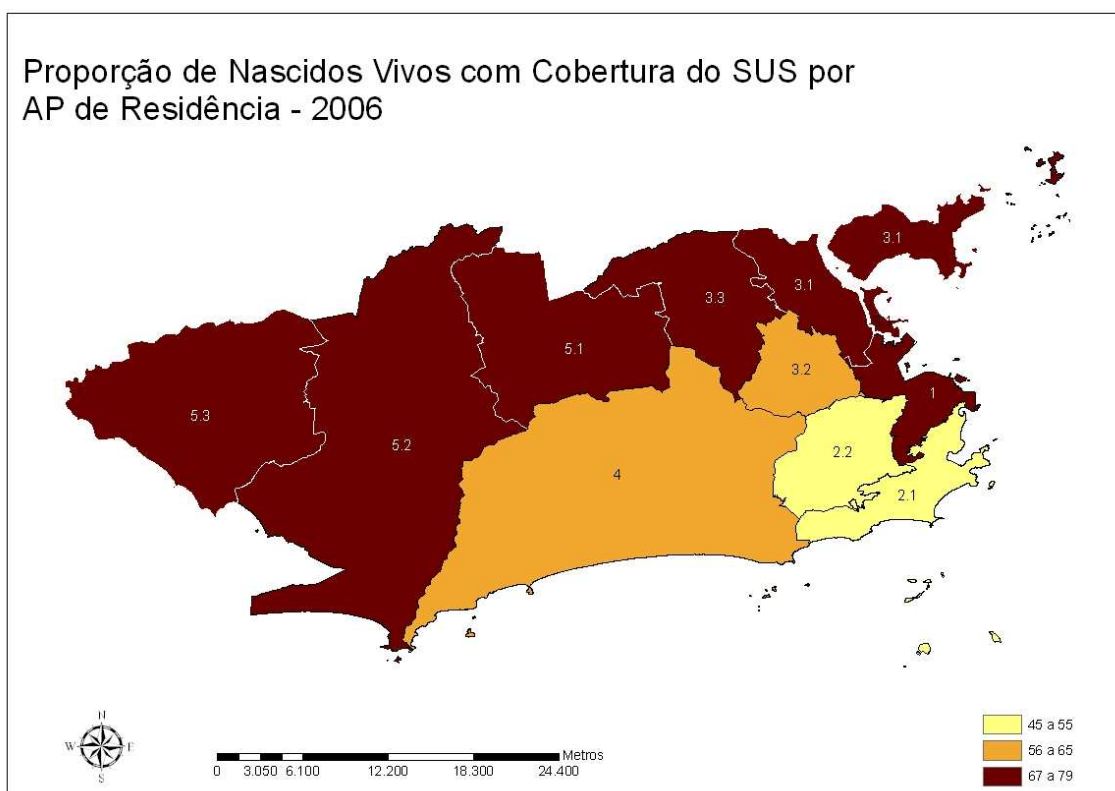 Proporção de Nascidos Vivos com Cobertura do SUS por
AP de Residência - 2006
3.1
3.3
3.1
5.1
3.2
1
5.3
5.2
2.2
4
2.1
N
W
E
S
Metros
0 3.050 6.100 12.200 18.300 24.400
45 a 55
56 a 65
67 a 79